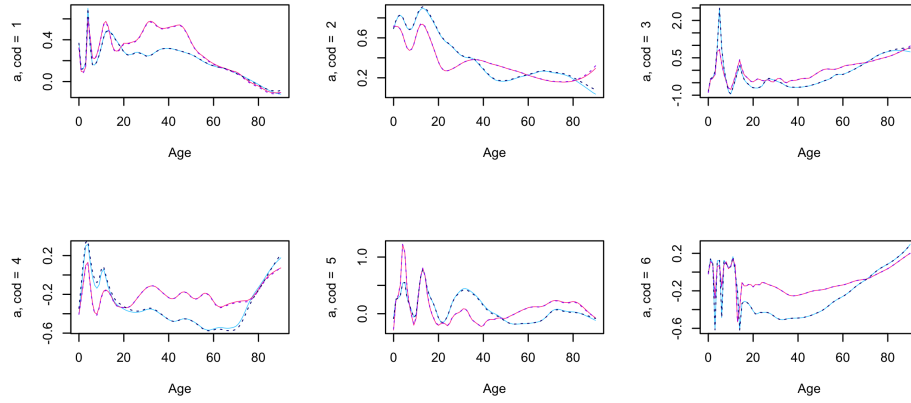 a, cod = 1
0.0 0.4
0 20 40 60 80
Age
a, cod = 2
0.2 0.6
0 20 40 60 80
Age
a, cod = 3
-1.0 0.5 2.0
0 20 40 60 80
Age
a, cod = 4
-0.6 -0.2 0.2
0 20 40 60 80
Age
a, cod = 5
0.0 1.0
0 20 40 60 80
Age
a, cod = 6
-0.6 -0.2 0.2
0 20 40 60 80
Age